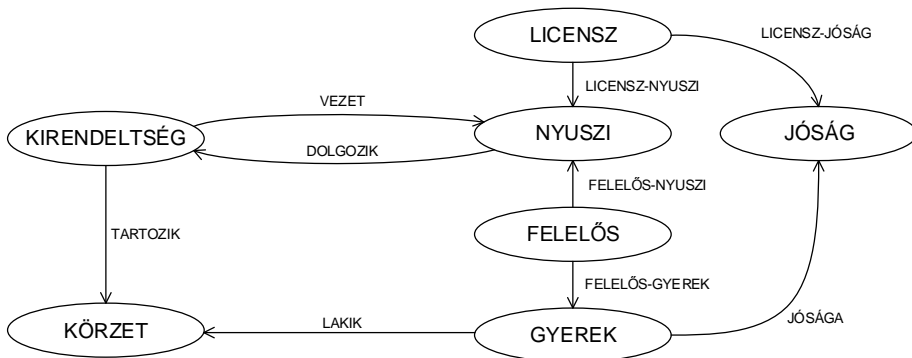 LICENSZ
LICENSZ-JÓSÁG
LICENSZ-NYUSZI
VEZET
KIRENDELTSÉG
NYUSZI
JÓSÁG
DOLGOZIK
FELELŐS-NYUSZI
TARTOZIK
FELELŐS
FELELŐS-GYEREK
KÖRZET
LAKIK
GYEREK
JÓSÁGA